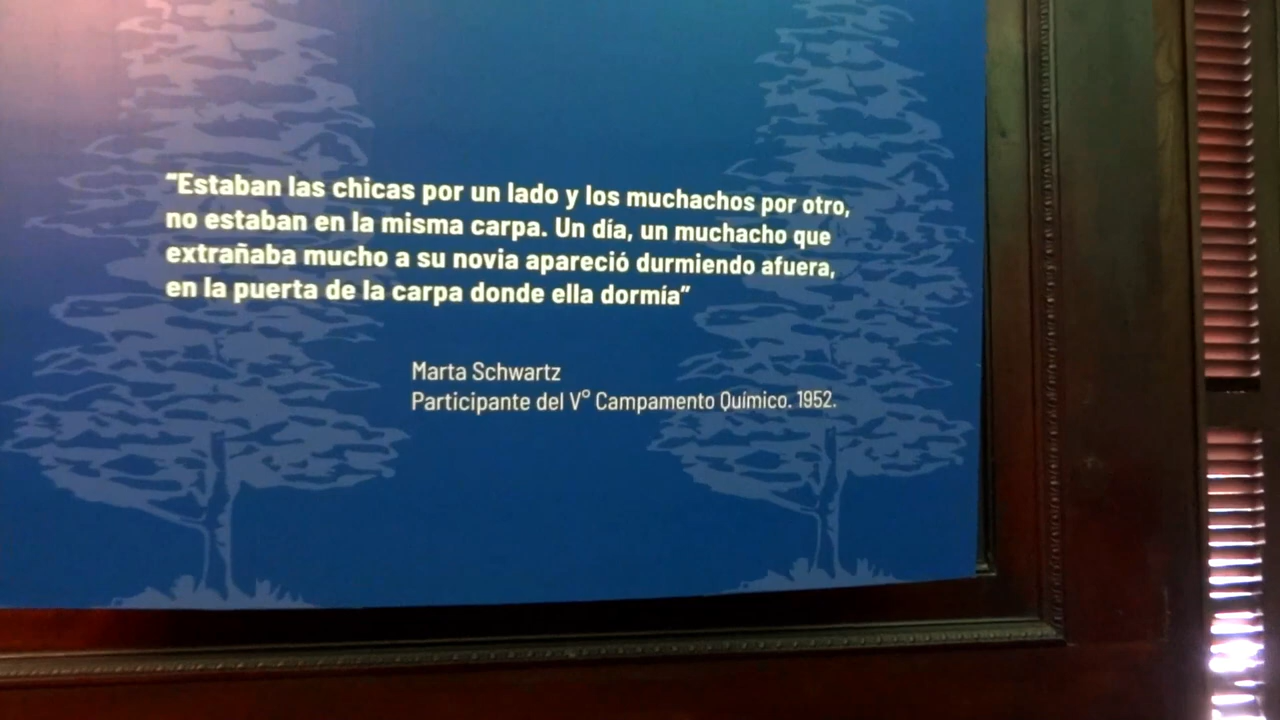 “Estaban las chicas por un lado y los muchachos por otro,
no estaban en la misma carpa. Un día, un muchacho que
extrañaba mucho a su novia apareció durmiendo afuera,
en la puerta de la carpa donde ella dormía”
Marta Schwartz
Participante del V° Campamento Químico. 1952.